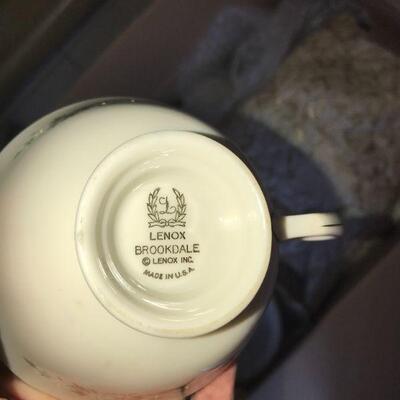 L
LENOX
BROOKDALE
© LENOX INC.
MADE IN U.S.A.